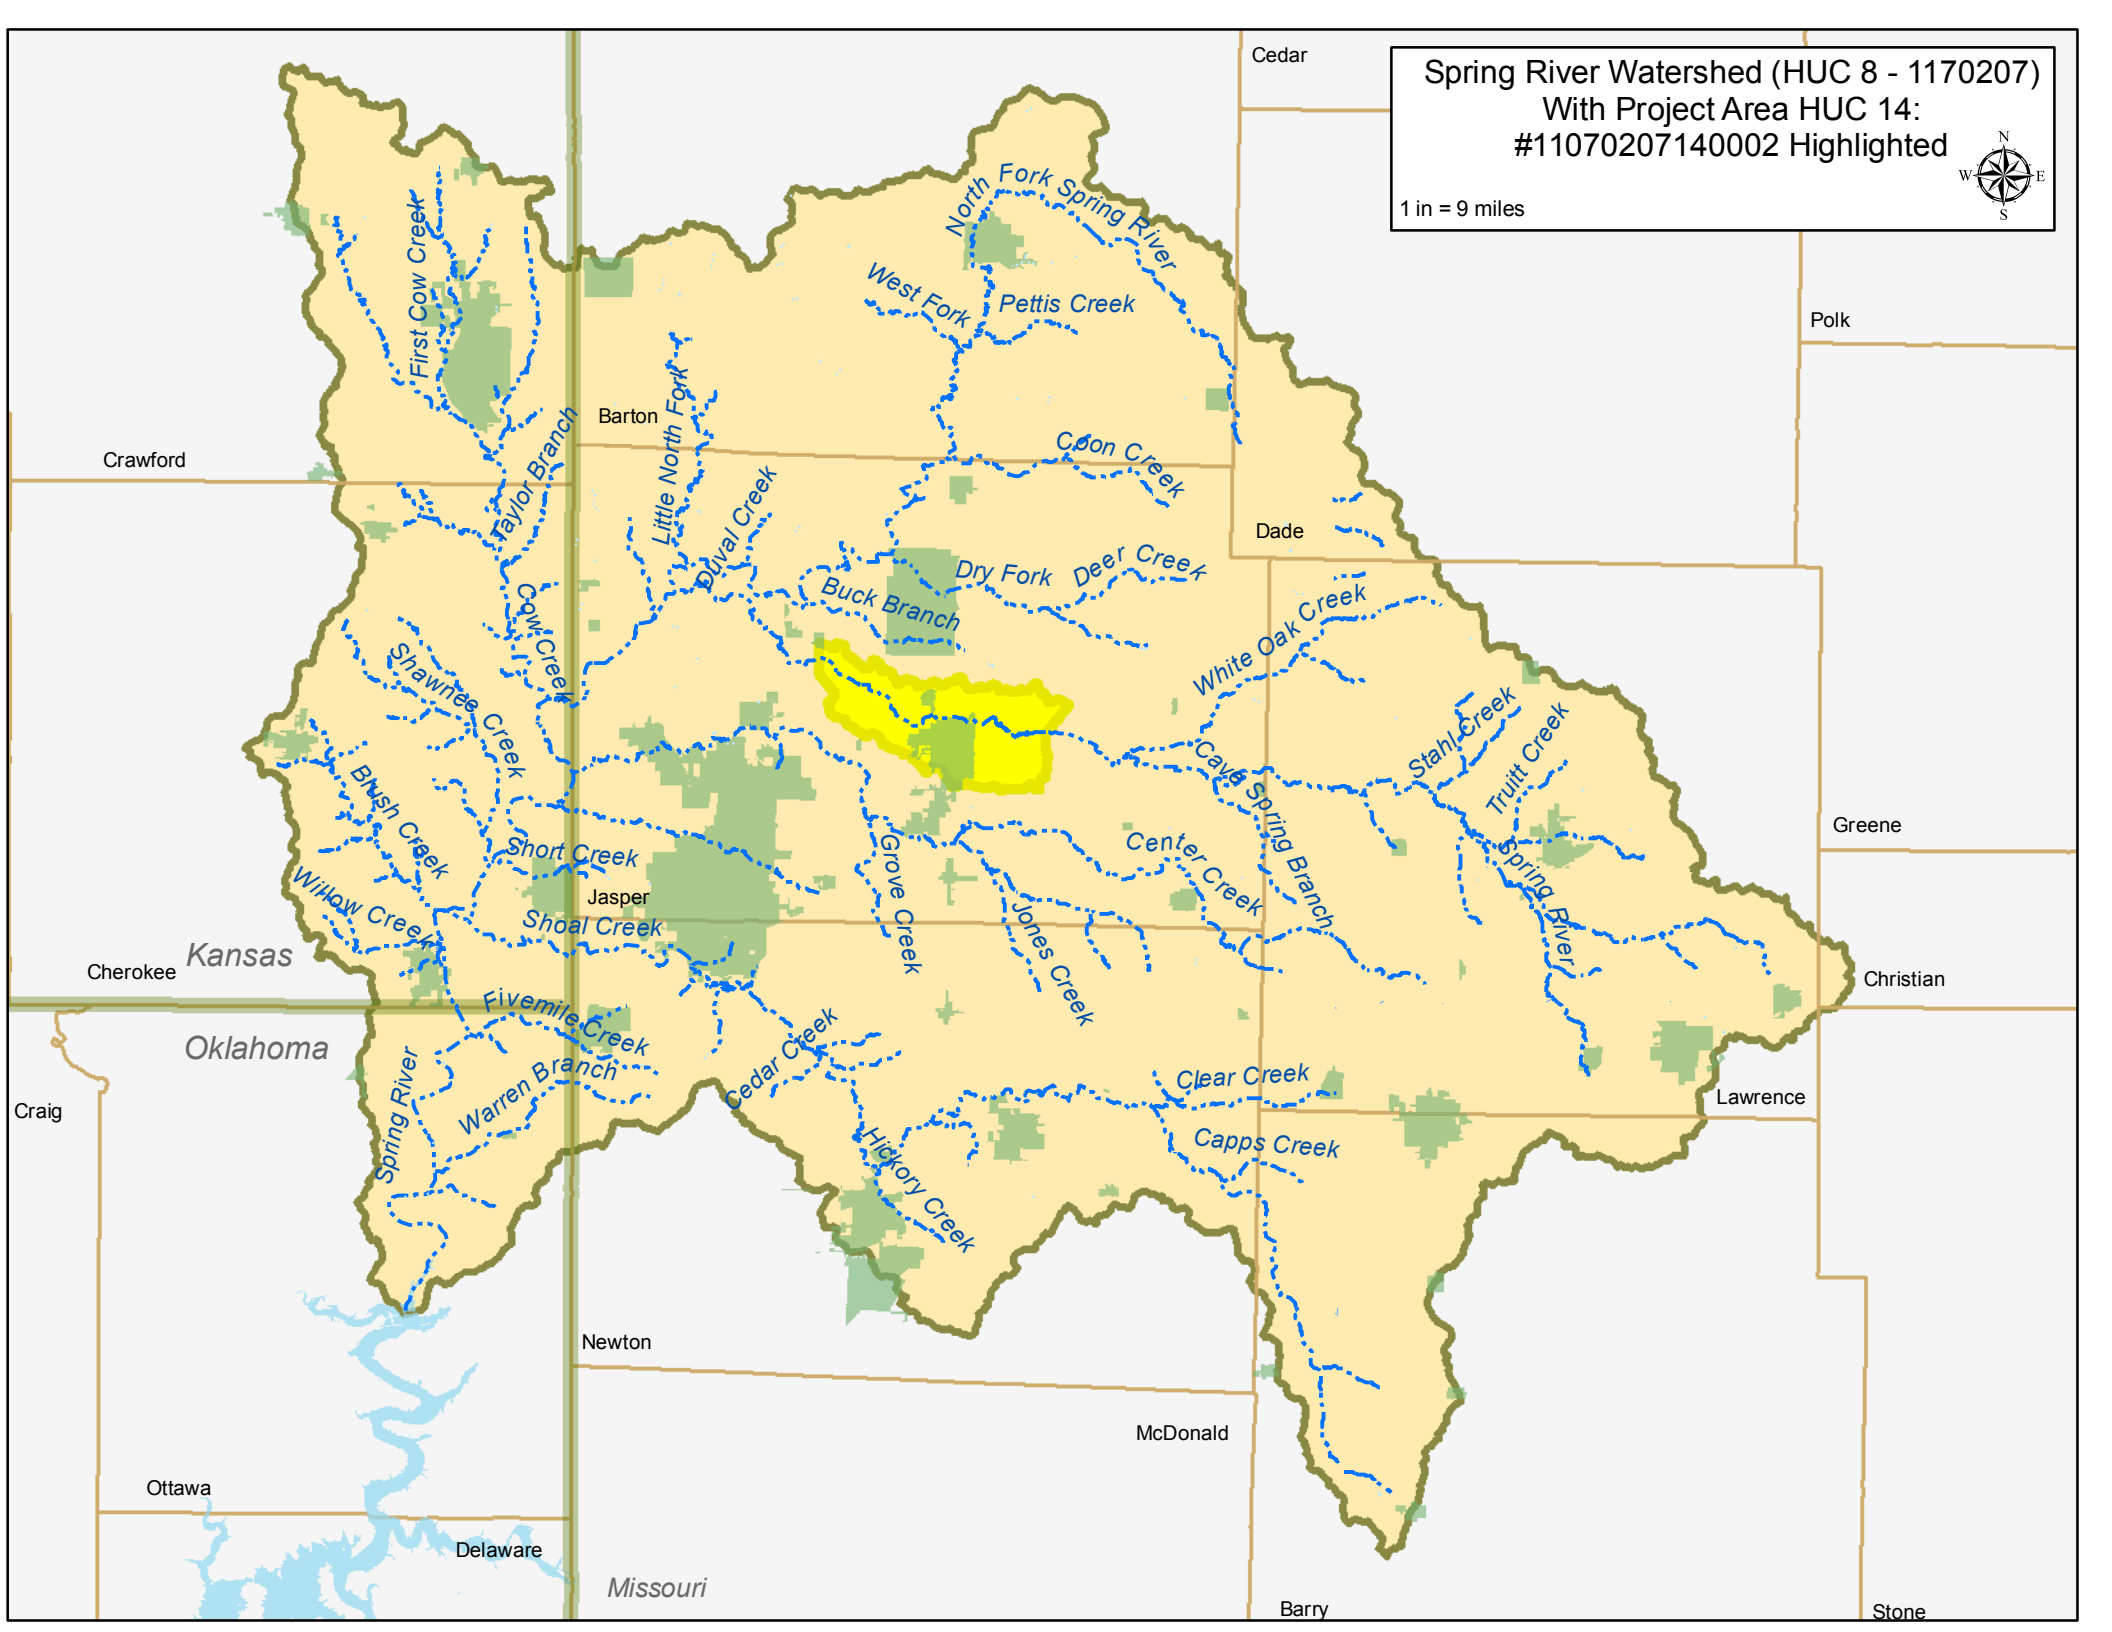 Cedar
Spring River Watershed (HUC 8 - 1170207)
With Project Area HUC 14:
#11070207140002 Highlighted
N
W
E
S
1 in = 9 miles
North Fork Spring River
First Cow Creek
West Fork
Pettis Creek
Polk
Barton
Little North Fork
Taylor Branch
Crawford
Coon Creek
Duval Creek
Dade
Dry Fork
Deer Creek
Buck Branch
Cow Creek
White Oak Creek
Shawnee Creek
Stahl Creek
Truitt Creek
Cave Spring Branch
Brush Creek
Greene
Short Creek
Grove Creek
Center Creek
Spring River
Willow Creek
Jasper
Shoal Creek
Jones Creek
Kansas
Cherokee
Christian
Fivemile Creek
Oklahoma
Cedar Creek
Spring River
Warren Branch
Clear Creek
Craig
Lawrence
Capps Creek
Hickory Creek
Newton
McDonald
Ottawa
Delaware
Missouri
Barry
Stone